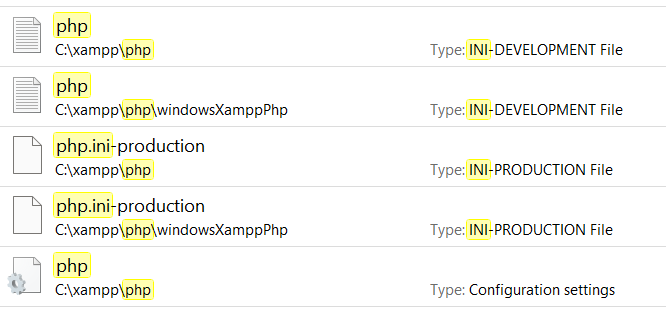 php
C:\xampp\php Type: INI-DEVELOPMENT File
php
C:\xampp\php\windowsXamppPhp Type: INI-DEVELOPMENT File
php.ini-production
C:\xampp\php Type: INI-PRODUCTION File
php.ini-production
C:\xampp\php\windowsXamppPhp Type: INI-PRODUCTION File
php
C:\xampp\php Type: Configuration settings